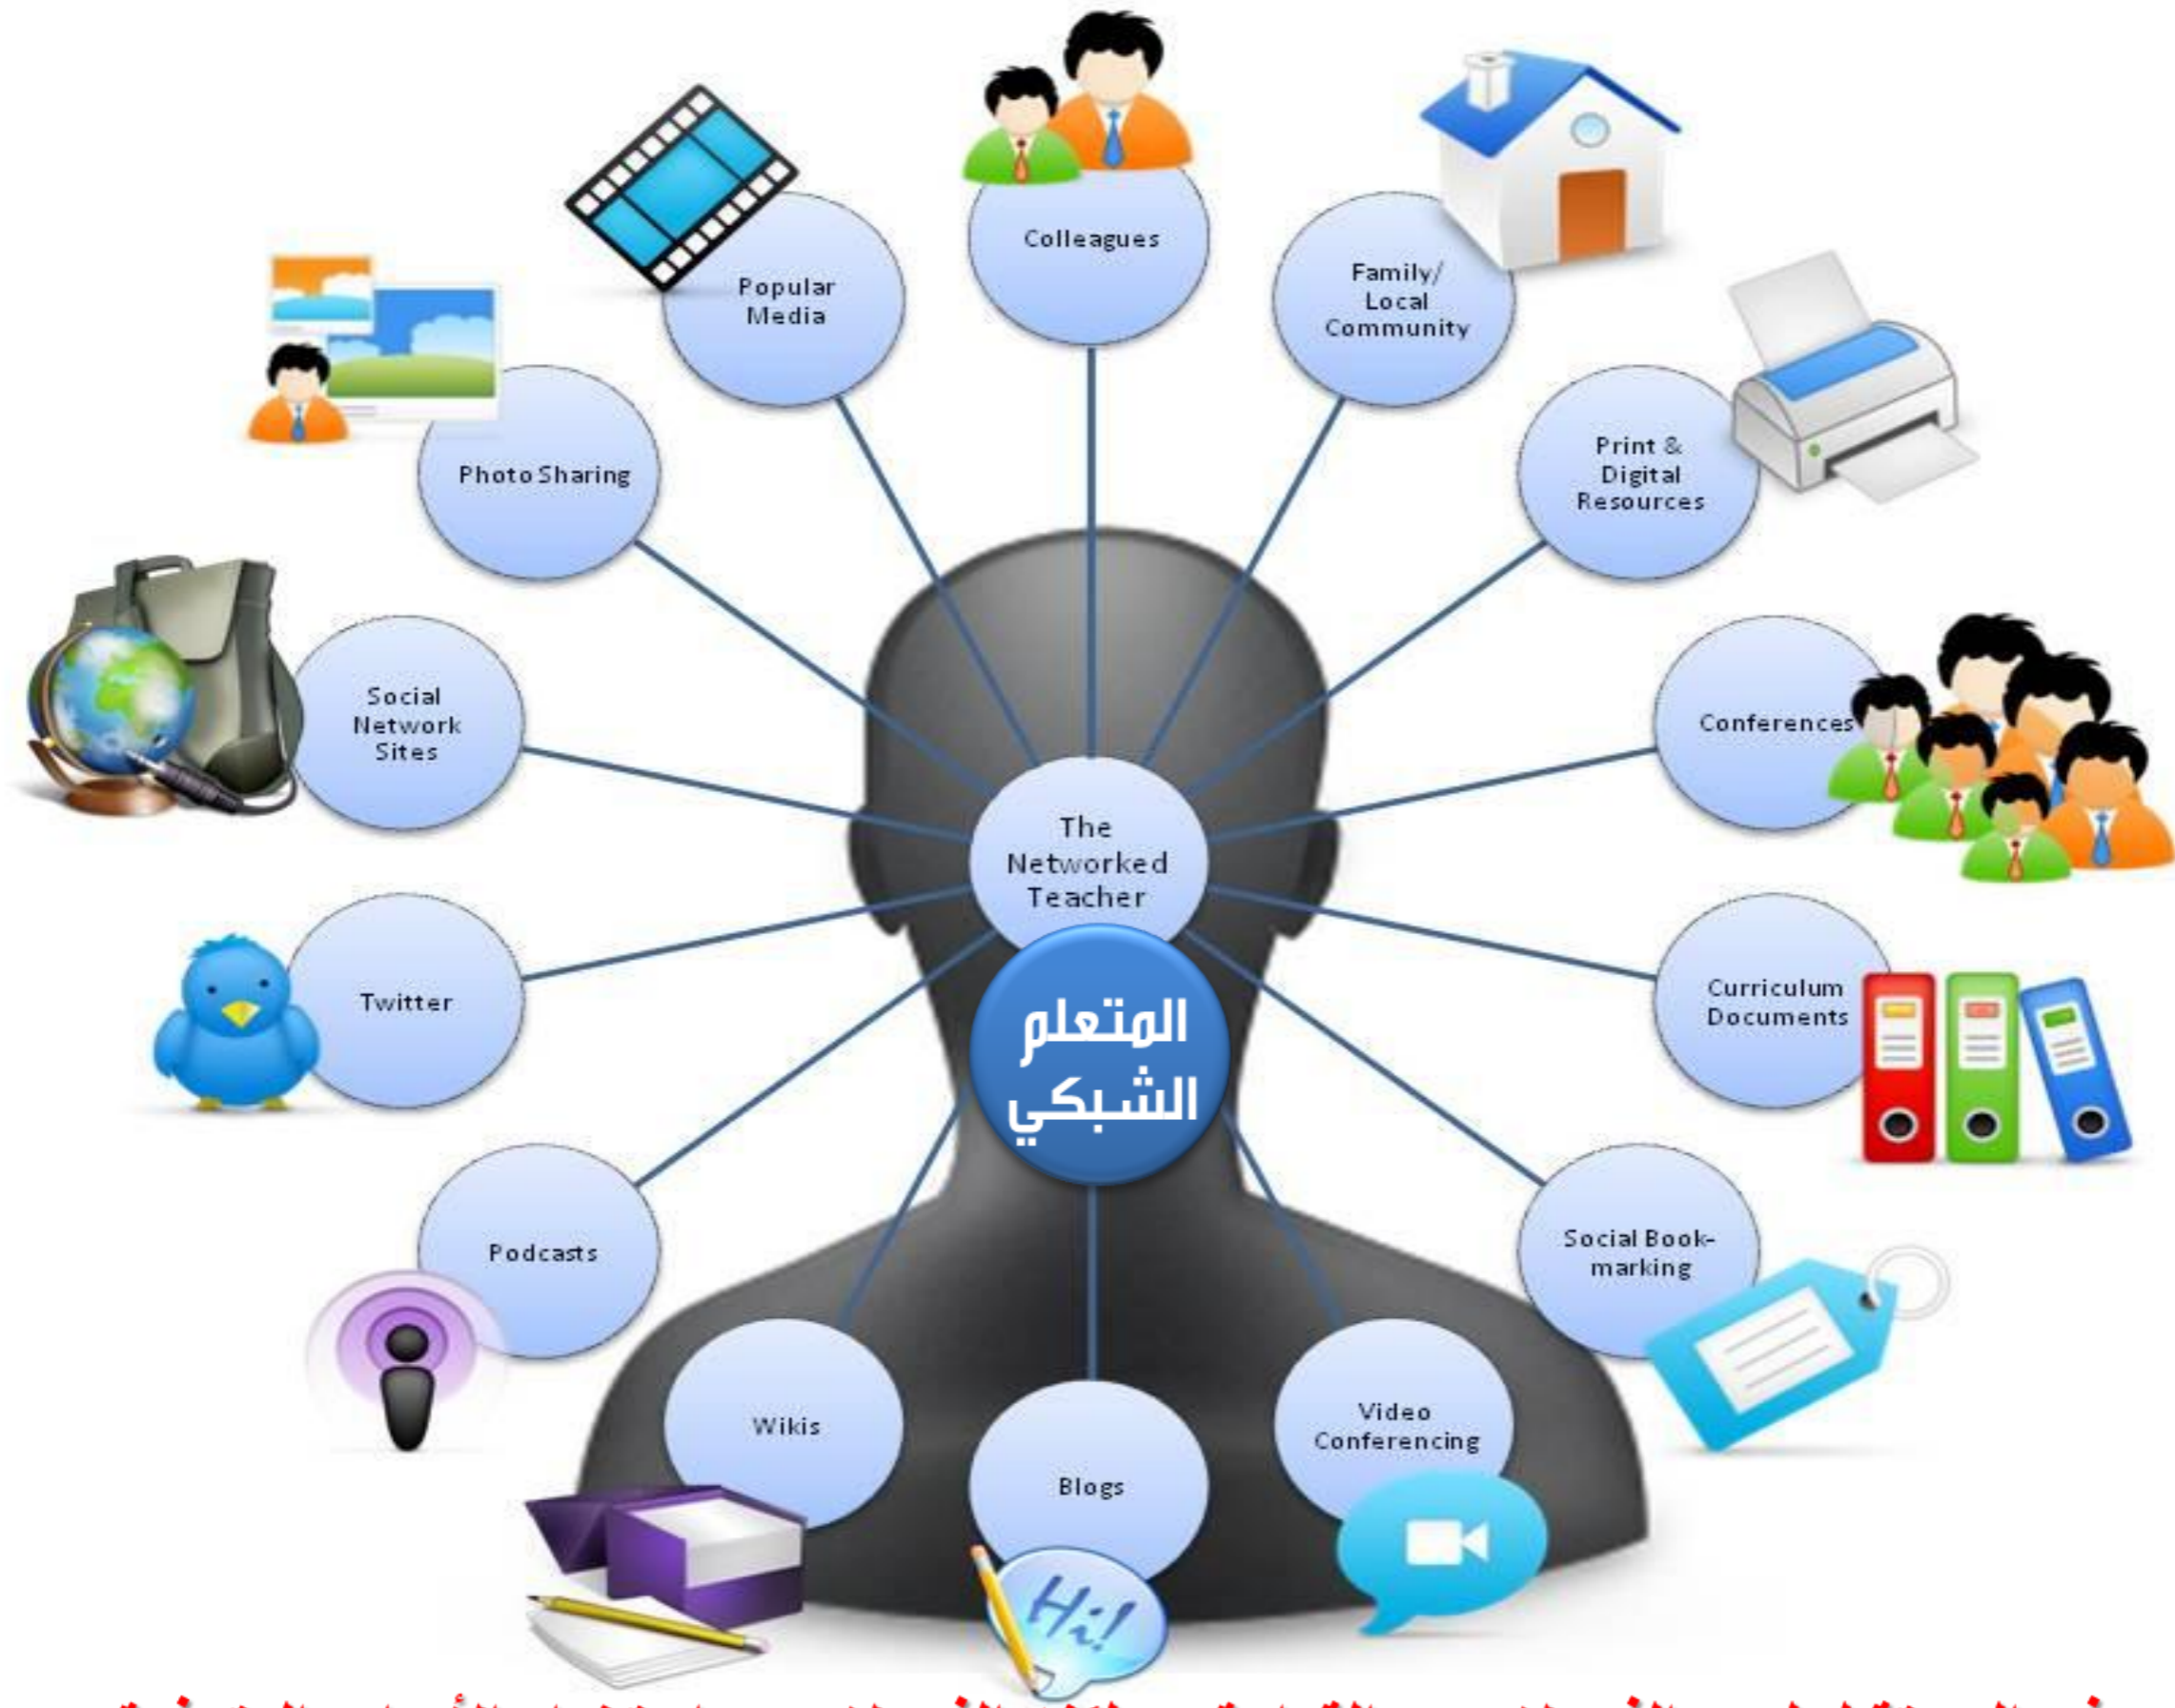 Colleagues
Family/
Local
Community
Popular
Media
Print &
Digital
Resources
Photo Sharing
Social
Network
Sites
Conferences
The
Networked
Teacher
Twitter
Curriculum
Documents
المتعلم
الشبكي
Podcasts
Social Book-
marking
Wikis
Video
Conferencing
Blogs
Hi!